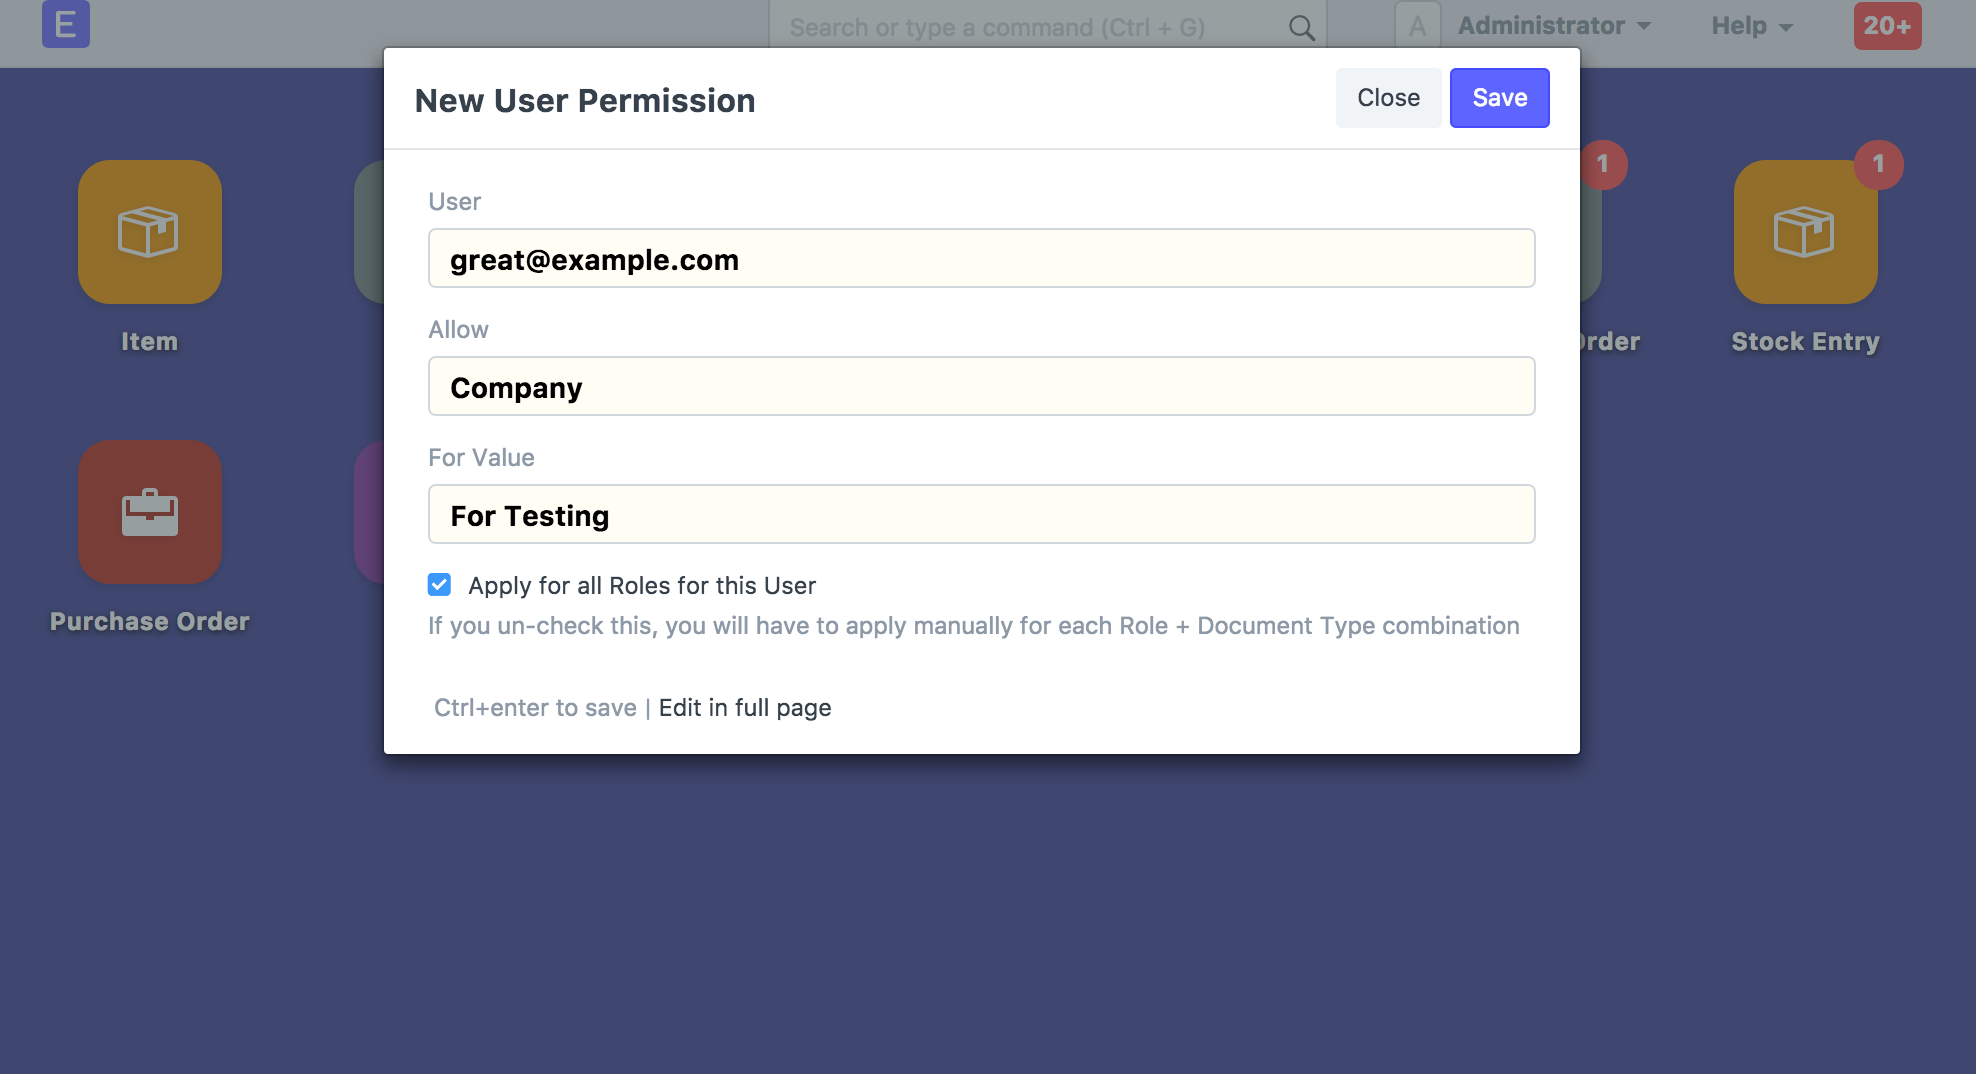 E
Search or type a command (Ctrl + G)
A
Administrator
Help
20+
New User Permission
Close
Save
User
great@example.com
Allow
Company
For Value
For Testing
Apply for all Roles for this User
If you un-check this, you will have to apply manually for each Role + Document Type combination
Ctrl+enter to save | Edit in full page
1
1
Item
Stock Entry
Purchase Order